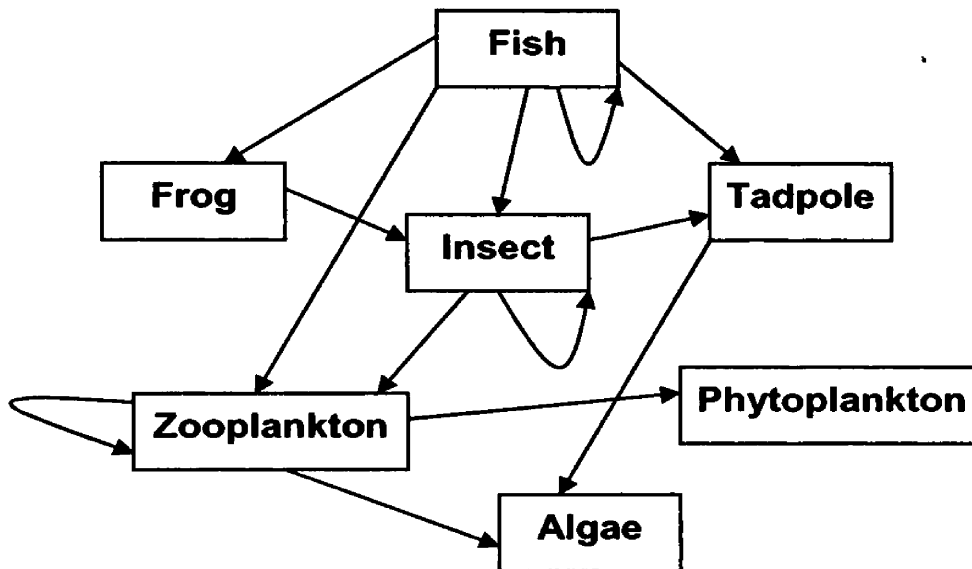 Fish
Frog
Tadpole
Insect
Zooplankton
Phytoplankton
Algae